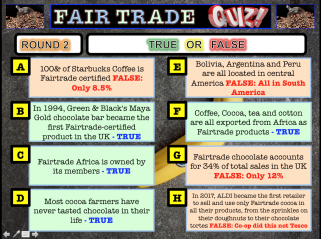 FAIR TRADE QUIZ!
ROUND 2
TRUE OR FALSE
A
100& of Starbucks Coffee is
Fairtrade certified FALSE:
Only 8.5%
B
In 1994, Green & Black's Maya
Gold chocolate bar became the
first Fairtrade-certified
product in the UK - TRUE
C
Fairtrade Africa is owned by
its members - TRUE
D
Most cocoa farmers have
never tasted chocolate in their
life - TRUE
E
Bolivia, Argentina and Peru
are all located in central
America FALSE: All in South
America
F
Coffee, Cocoa, tea and cotton
are all exported from Africa as
Fairtrade products - TRUE
G
Fairtrade chocolate accounts
for 34% of total sales in the UK
FALSE: Only 12%
H
In 2017, ALDI became the first retailer
to sell and use only Fairtrade cocoa in
all their products, from the sprinkles on
their doughnuts to their chocolate
tortes FALSE: Co-op did this not Tesco